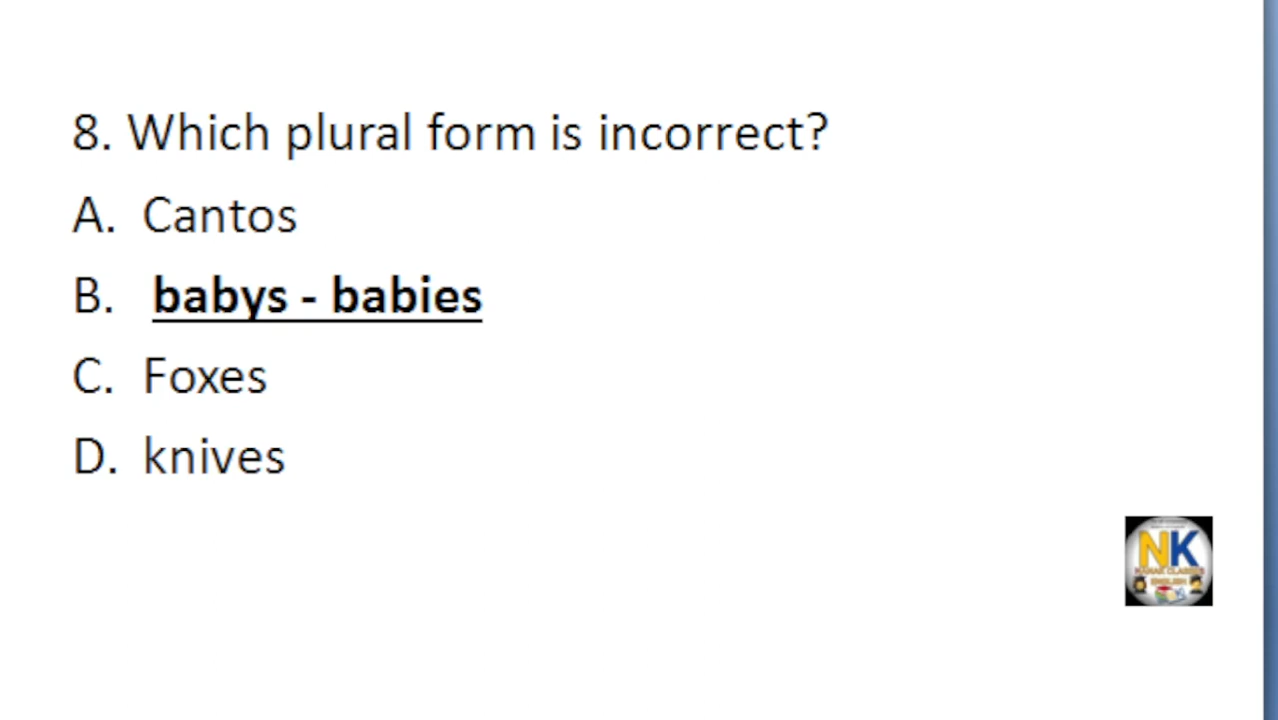 8. Which plural form is incorrect?
A. Cantos
B. babys - babies
C. Foxes
D. knives
NK